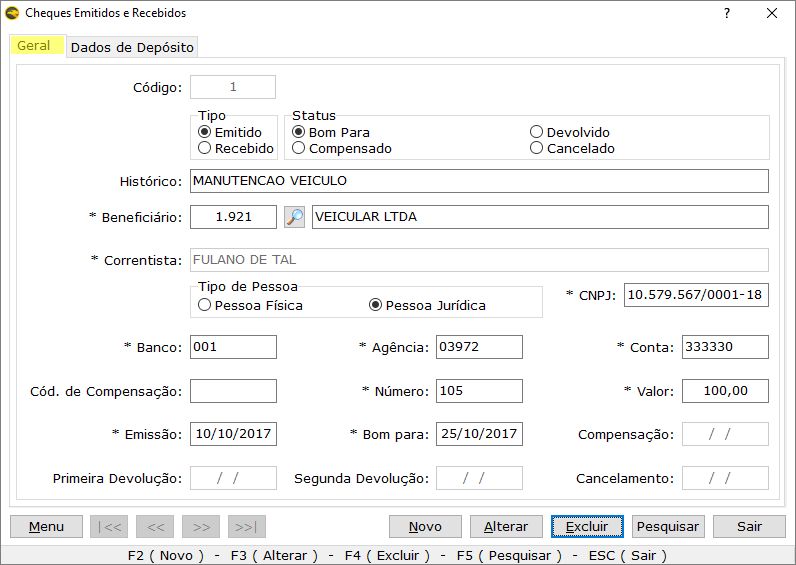 Cheques Emitidos e Recebidos
Geral Dados de Depósito
Código: 1
Tipo Status
Emitido Bom Para Devolvido
Recebido Compensado Cancelado
Histórico: MANUTENCAO VEICULO
* Beneficiário: 1.921 VEICULAR LTDA
* Correntista: FULANO DE TAL
Tipo de Pessoa
Pessoa Física Pessoa Jurídica * CNPJ: 10.579.567/0001-18
* Banco: 001 * Agência: 03972 * Conta: 333330
Cód. de Compensação: * Número: 105 * Valor: 100,00
* Emissão: 10/10/2017 * Bom para: 25/10/2017 Compensação: / /
Primeira Devolução: / / Segunda Devolução: / / Cancelamento: / /
Menu |<< << >> >>| Novo Alterar Excluir Pesquisar Sair
F2 ( Novo ) - F3 ( Alterar ) - F4 ( Excluir ) - F5 ( Pesquisar ) - ESC ( Sair )